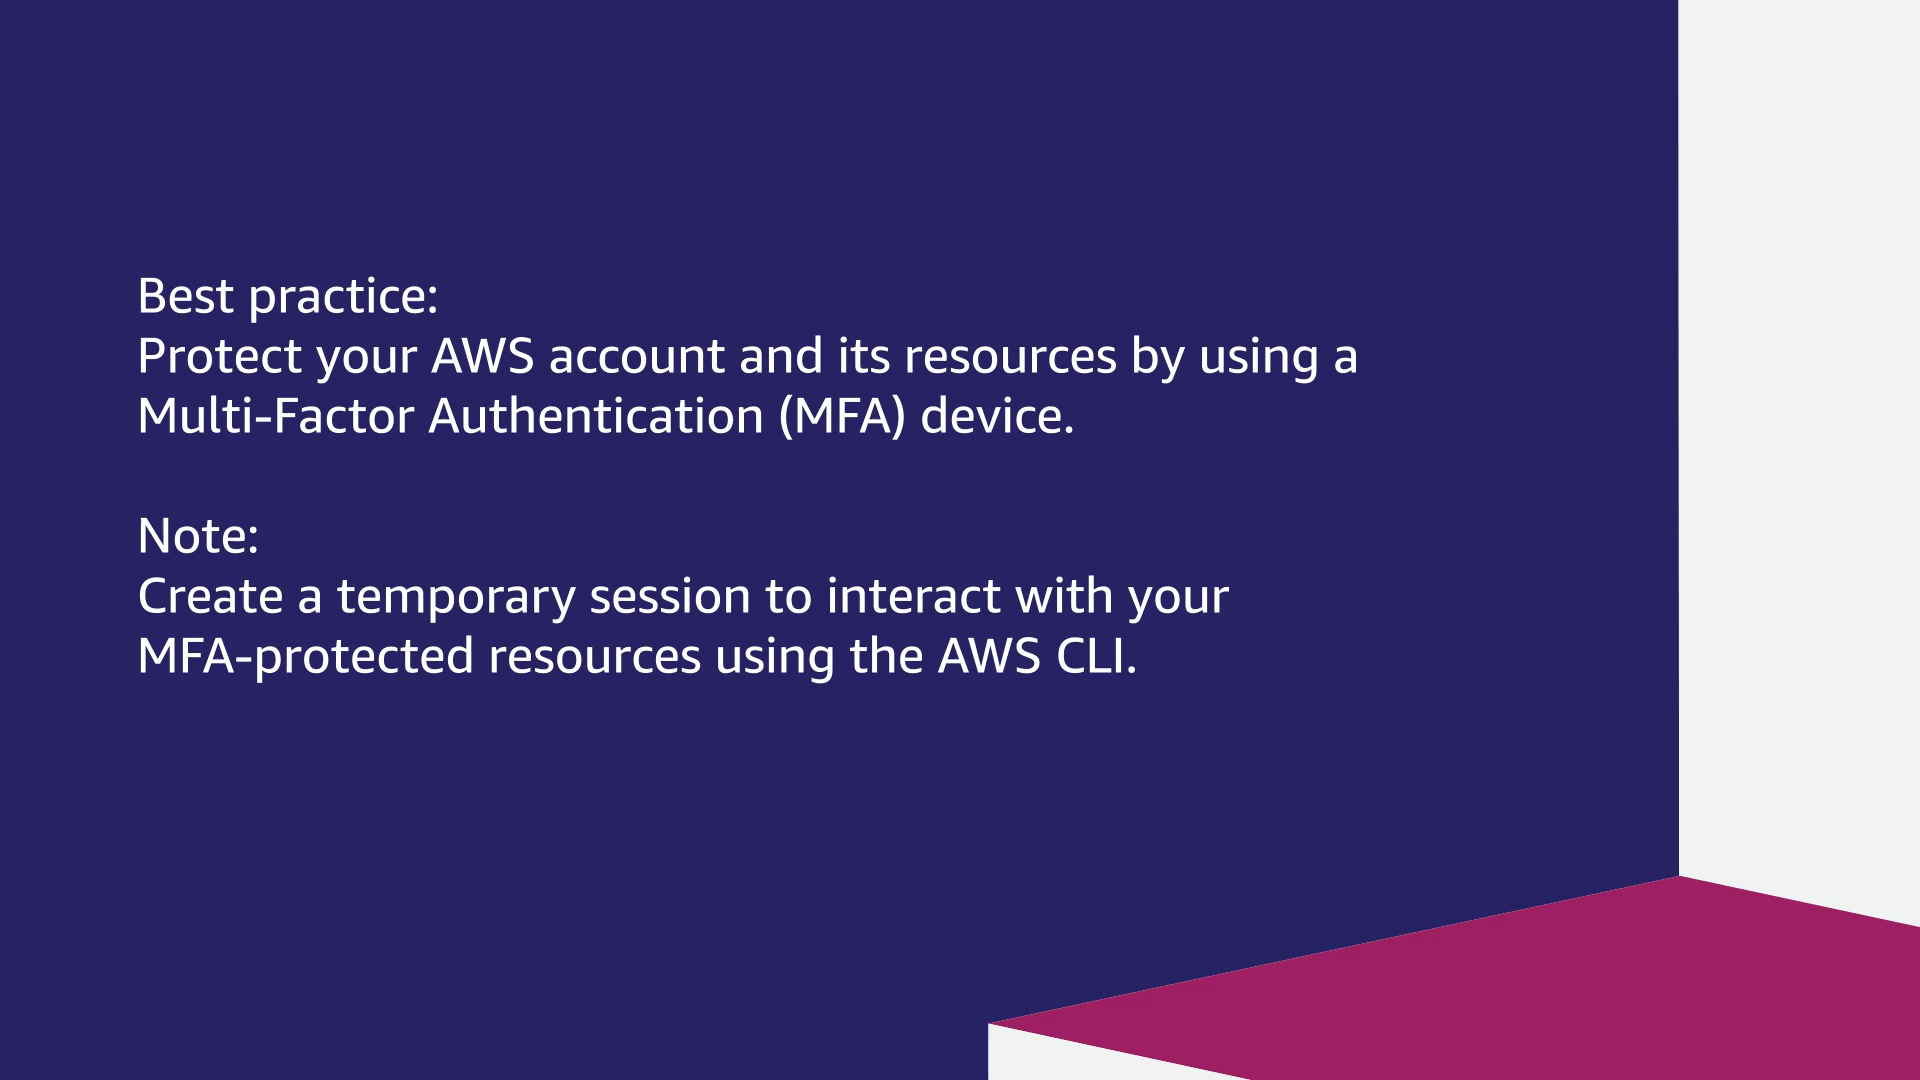 Best practice:
Protect your AWS account and its resources by using a
Multi-Factor Authentication (MFA) device.
Note:
Create a temporary session to interact with your
MFA-protected resources using the AWS CLI.